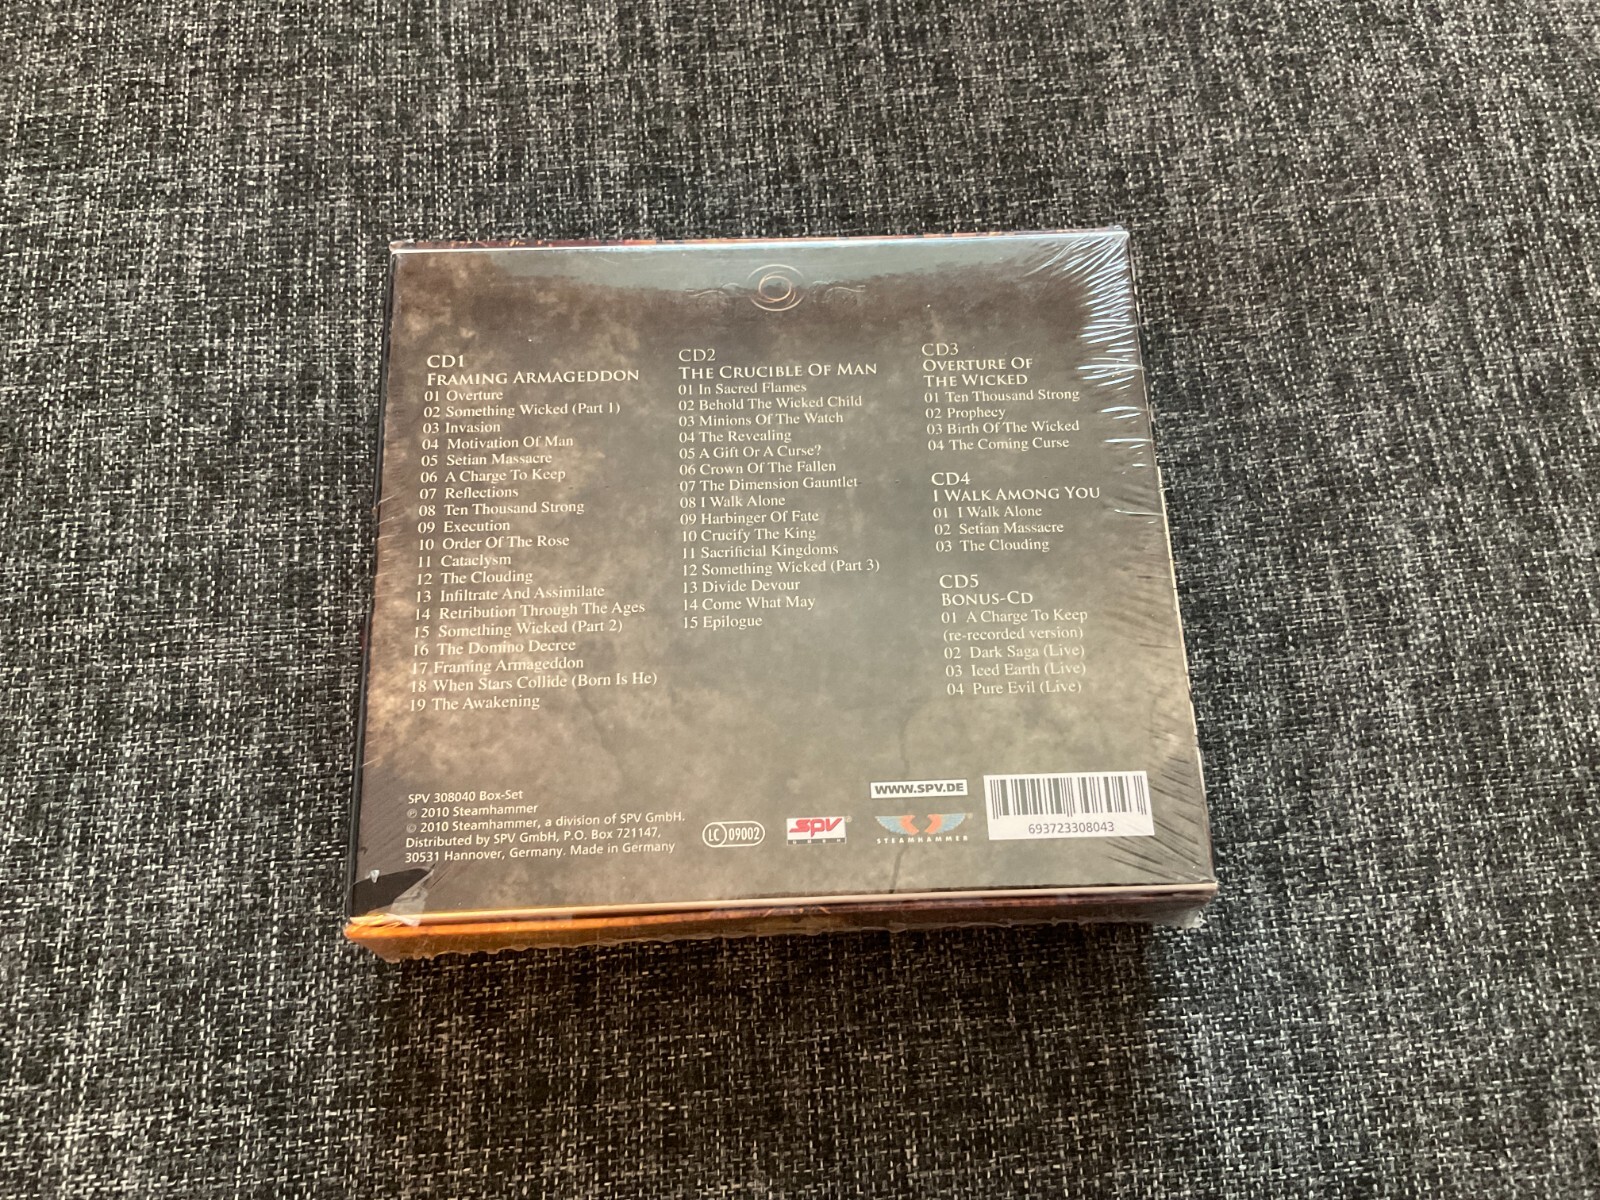 CD1
FRAMING ARMAGEDDON
01 Overture
02 Something Wicked (Part 1)
03 Invasion
04 Motivation Of Man
05 Setian Massacre
06 A Charge To Keep
07 Reflections
08 Ten Thousand Strong
09 Execution
10 Order Of The Rose
11 Cataclysm
12 The Clouding
13 Infiltrate And Assimilate
14 Retribution Through The Ages
15 Something Wicked (Part 2)
16 The Domino Decree
17 Framing Armageddon
18 When Stars Collide (Born Is He)
19 The Awakening
CD2
THE CRUCIBLE OF MAN
01 In Sacred Flames
02 Behold The Wicked Child
03 Minions Of The Watch
04 The Revealing
05 A Gift Or A Curse?
06 Crown Of The Fallen
07 The Dimension Gauntlet
08 I Walk Alone
09 Harbinger Of Fate
10 Crucify The King
11 Sacrificial Kingdoms
12 Something Wicked (Part 3)
13 Divide Devour
14 Come What May
15 Epilogue
CD3
OVERTURE OF
THE WICKED
01 Ten Thousand Strong
02 Prophecy
03 Birth Of The Wicked
04 The Coming Curse
CD4
I WALK AMONG YOU
01 I Walk Alone
02 Setian Massacre
03 The Clouding
CD5
BONUS-CD
01 A Charge To Keep
(re-recorded version)
02 Dark Saga (Live)
03 Iced Earth (Live)
04 Pure Evil (Live)
SPV 308040 Box-Set
℗ 2010 Steamhammer
© 2010 Steamhammer, a division of SPV GmbH.
Distributed by SPV GmbH, P.O. Box 721147,
30531 Hannover, Germany. Made in Germany
LC 09002
SPV
GMBH
WWW.SPV.DE
STEAMHAMMER
693723308043